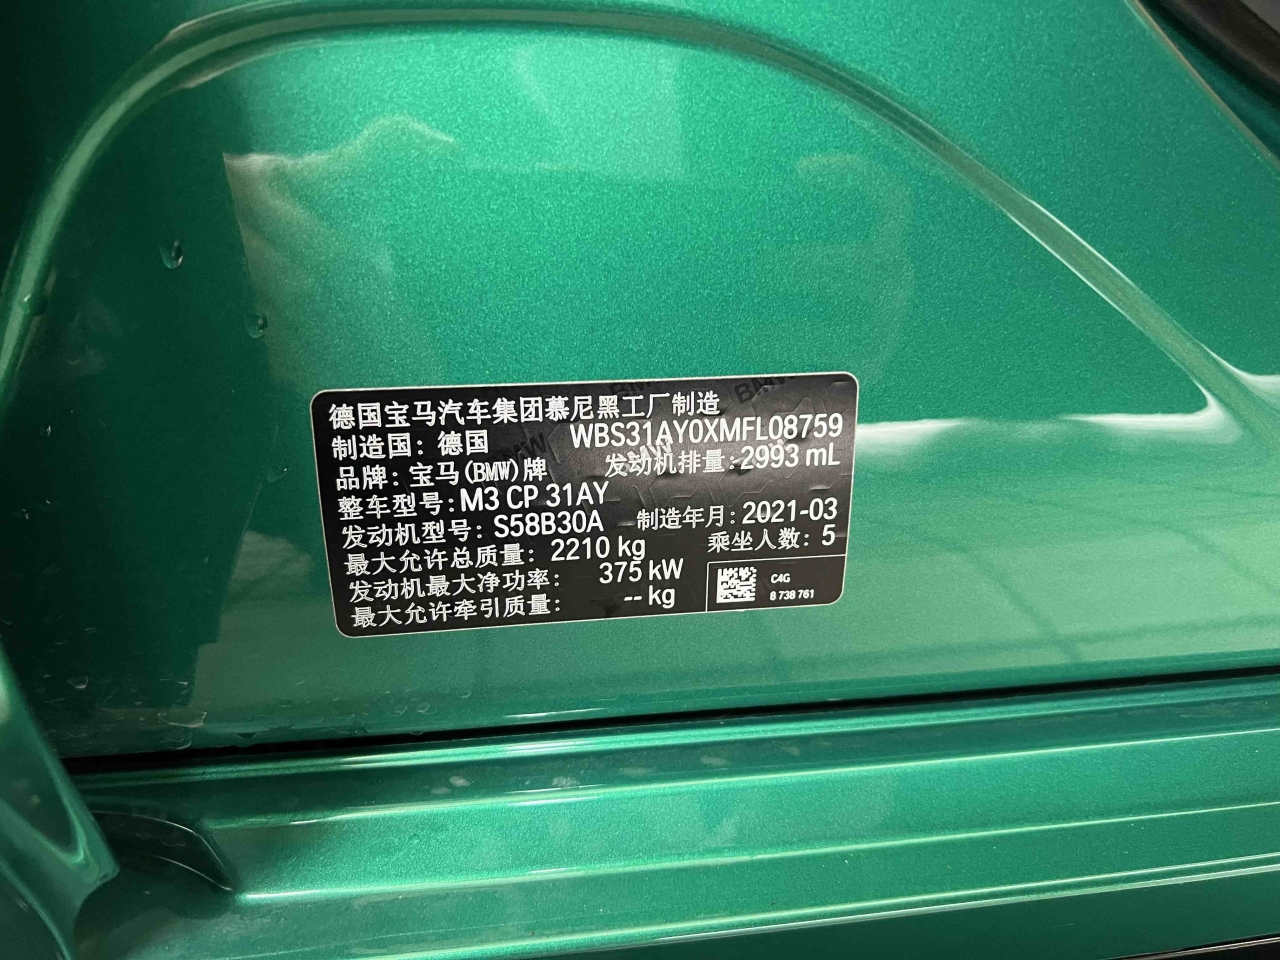 德国宝马汽车集团慕尼黑工厂制造
制造国：德国 WBS31AY0XMFL08759
品牌：宝马(BMW)牌 发动机排量：2993 mL
整车型号：M3 CP 31AY
发动机型号：S58B30A 制造年月：2021-03
最大允许总质量：2210 kg 乘坐人数：5
发动机最大净功率：375 kW
最大允许牵引质量：-- kg
C4G
8 738 761
BMW
BMW
BMW